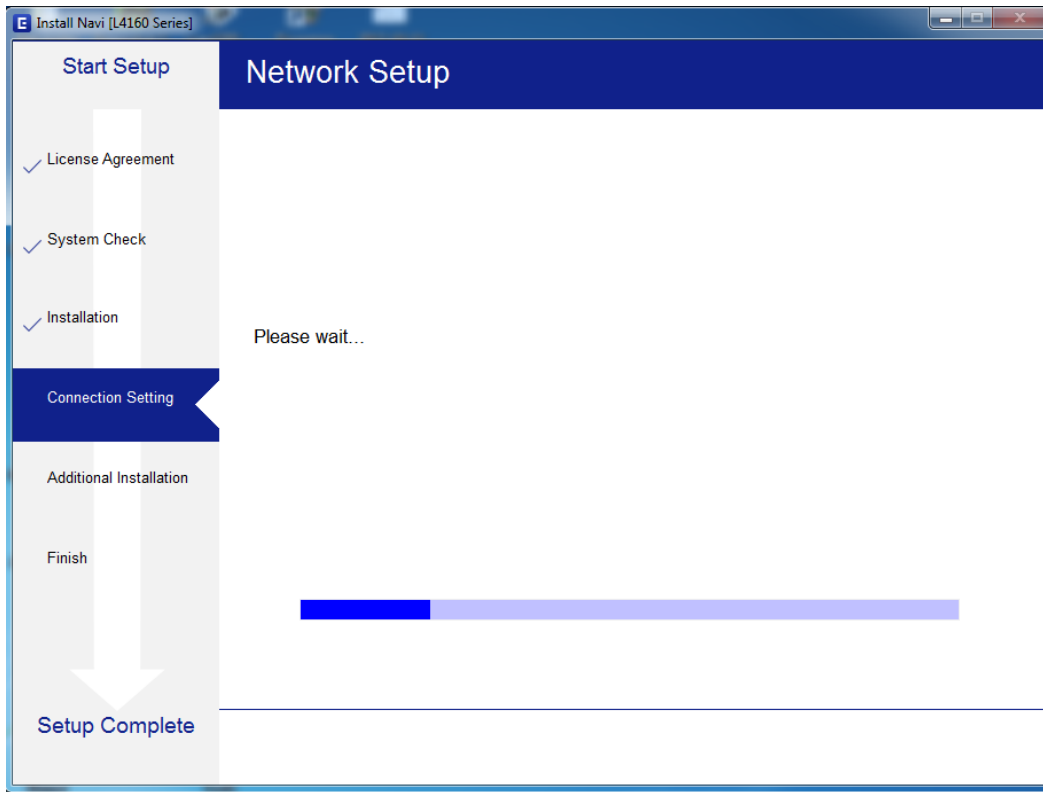 E Install Navi [L4160 Series]
Start Setup
Network Setup
License Agreement
System Check
Installation
Please wait...
Connection Setting
Additional Installation
Finish
Setup Complete